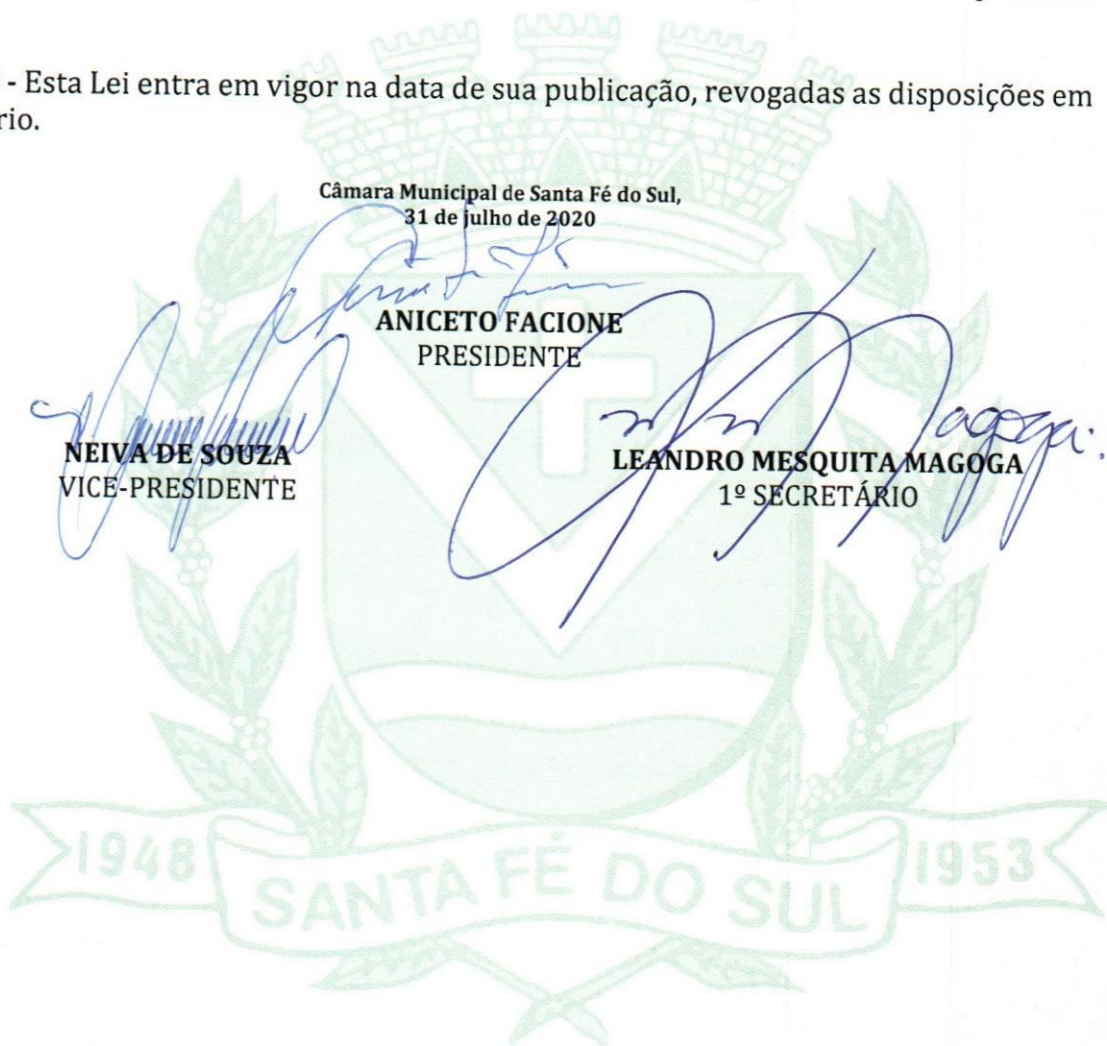 - Esta Lei entra em vigor na data de sua publicação, revogadas as disposições em
rio.
Câmara Municipal de Santa Fé do Sul,
31 de julho de 2020
ANICETO FACIONE
PRESIDENTE
NEIVA DE SOUZA
VICE-PRESIDENTE
Magoga
LEANDRO MESQUITA MAGOGA
1º SECRETÁRIO
1948 SANTA FÉ DO SUL 1953